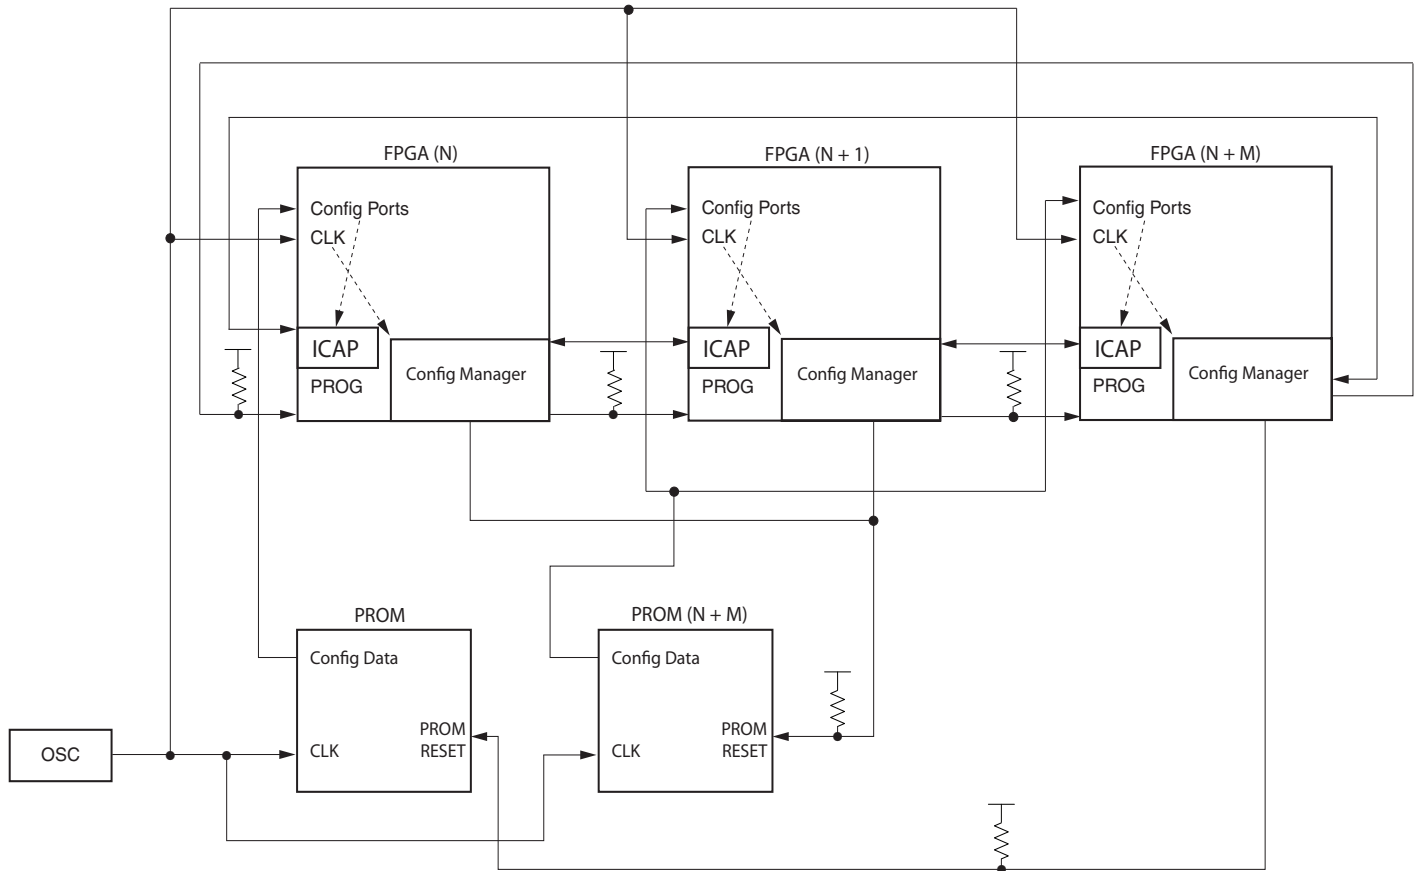 FPGA (N)
Config Ports
CLK
ICAP
PROG
Config Manager
FPGA (N + 1)
Config Ports
CLK
ICAP
PROG
Config Manager
FPGA (N + M)
Config Ports
CLK
ICAP
PROG
Config Manager
OSC
PROM
Config Data
CLK
PROM
RESET
PROM (N + M)
Config Data
CLK
PROM
RESET